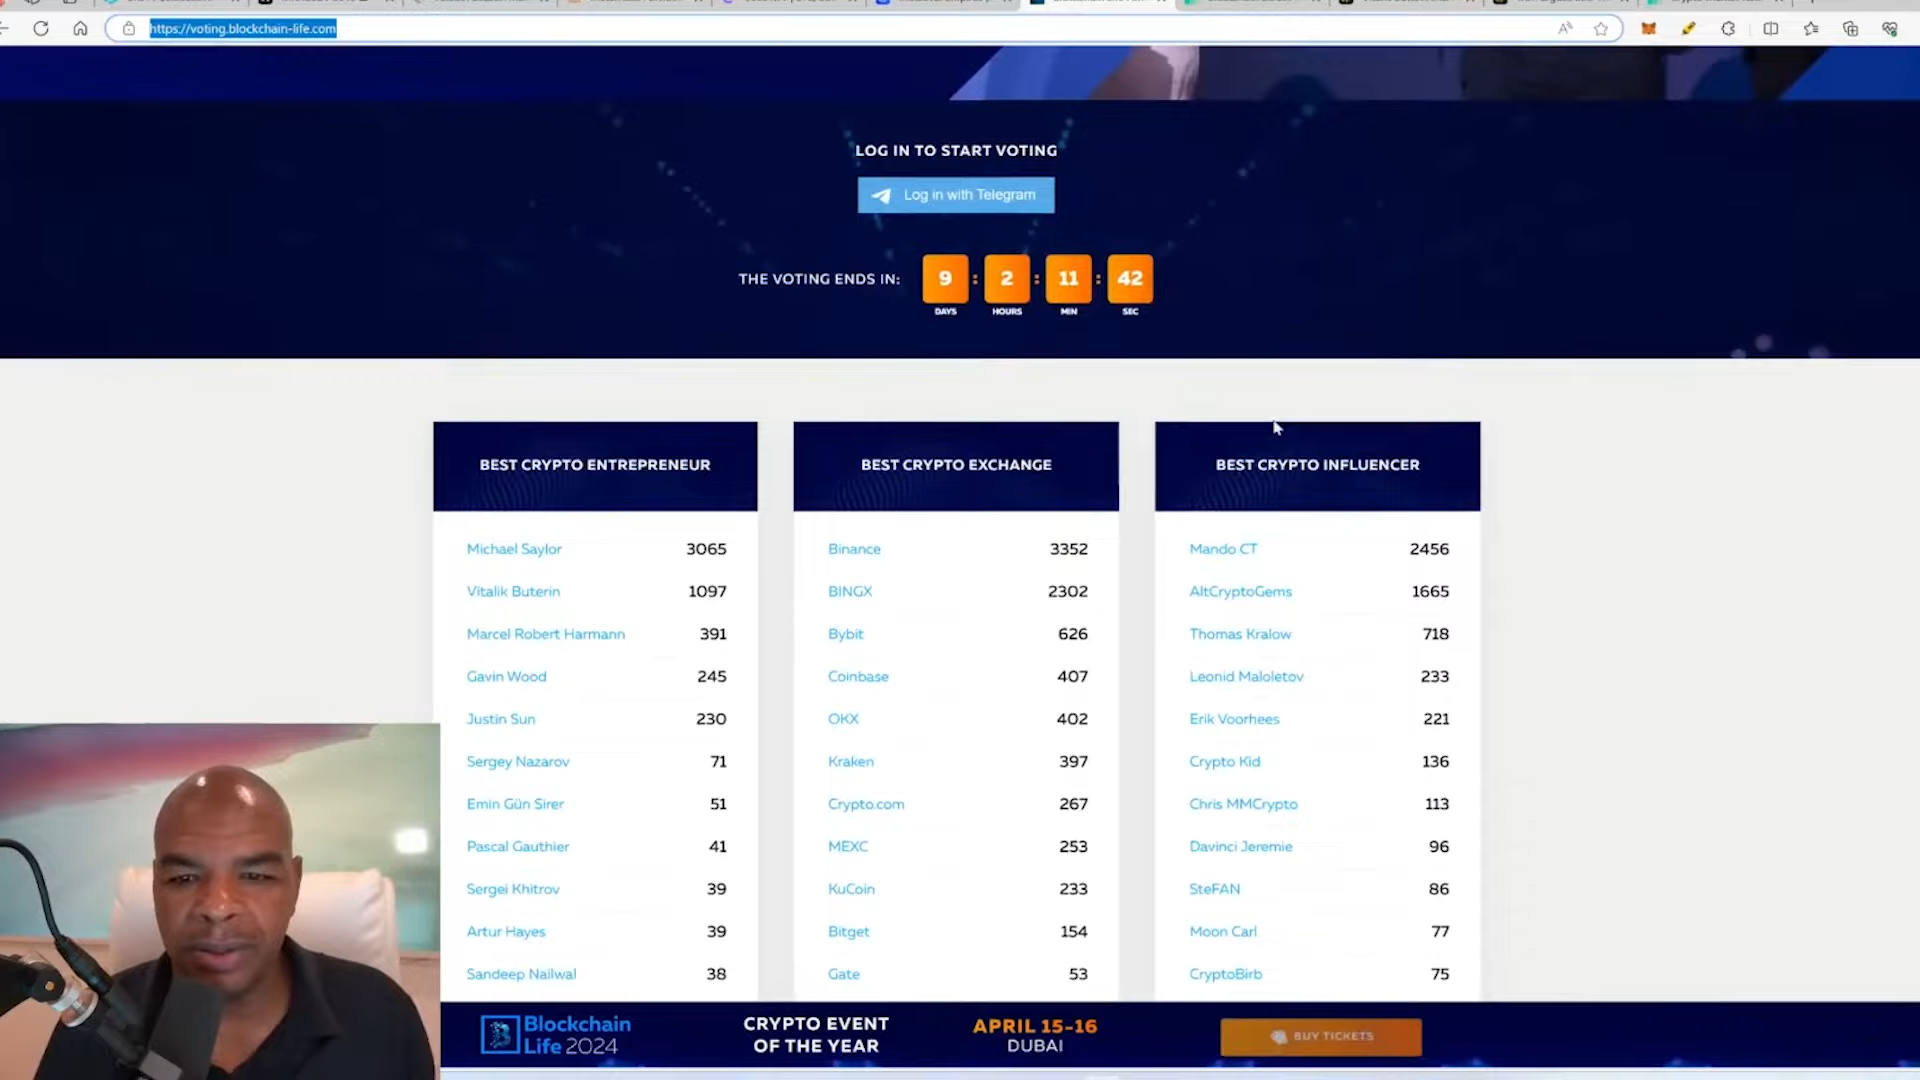 https://voting.blockchain-life.com
LOG IN TO START VOTING
Log in with Telegram
THE VOTING ENDS IN:
9 : 2 : 11 : 42
DAYS HOURS MIN SEC
BEST CRYPTO ENTREPRENEUR
Michael Saylor 3065
Vitalik Buterin 1097
Marcel Robert Harmann 391
Gavin Wood 245
Justin Sun 230
Sergey Nazarov 71
Emin Gün Sirer 51
Pascal Gauthier 41
Sergei Khitrov 39
Artur Hayes 39
Sandeep Nailwal 38
BEST CRYPTO EXCHANGE
Binance 3352
BINGX 2302
Bybit 626
Coinbase 407
OKX 402
Kraken 397
Crypto.com 267
MEXC 253
KuCoin 233
Bitget 154
Gate 53
BEST CRYPTO INFLUENCER
Mando CT 2456
AltCryptoGems 1665
Thomas Kralow 718
Leonid Maloletov 233
Erik Voorhees 221
Crypto Kid 136
Chris MMCrypto 113
Davinci Jeremie 96
SteFAN 86
Moon Carl 77
CryptoBirb 75
Blockchain
Life 2024
CRYPTO EVENT
OF THE YEAR
APRIL 15-16
DUBAI
BUY TICKETS